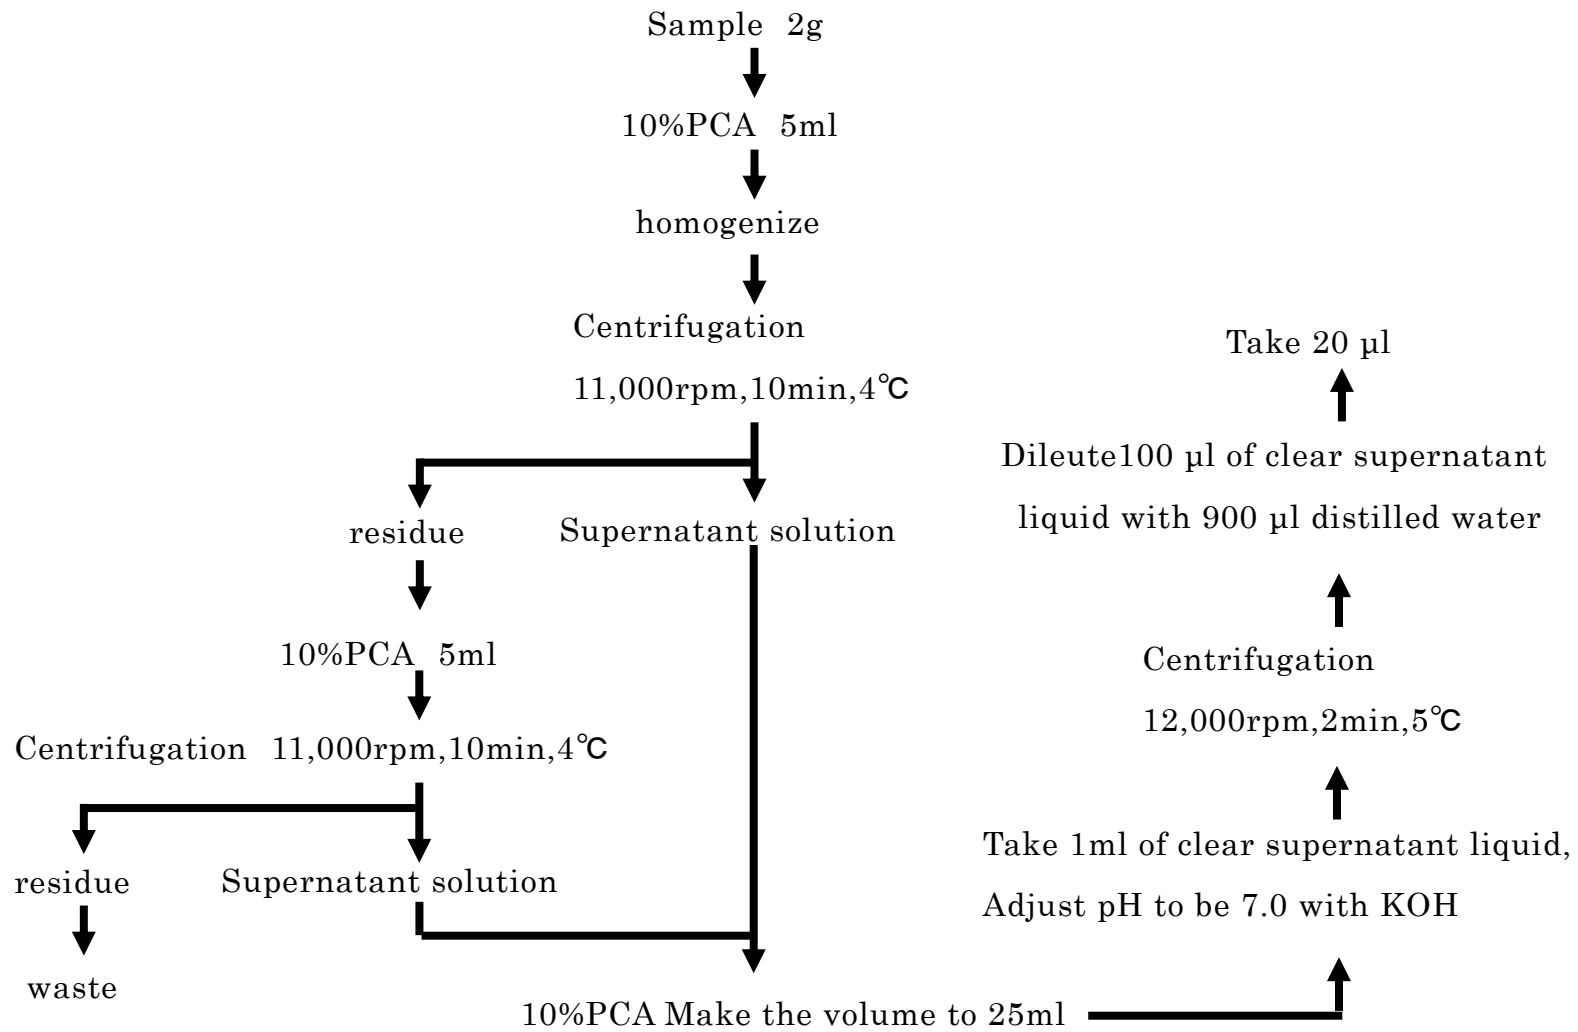 Sample 2g
10%PCA 5ml
homogenize
Centrifugation
11,000rpm,10min,4℃
residue
Supernatant solution
10%PCA 5ml
Centrifugation 11,000rpm,10min,4℃
residue
Supernatant solution
waste
10%PCA Make the volume to 25ml
Take 1ml of clear supernatant liquid,
Adjust pH to be 7.0 with KOH
Centrifugation
12,000rpm,2min,5℃
Dileute100 µl of clear supernatant
liquid with 900 µl distilled water
Take 20 µl